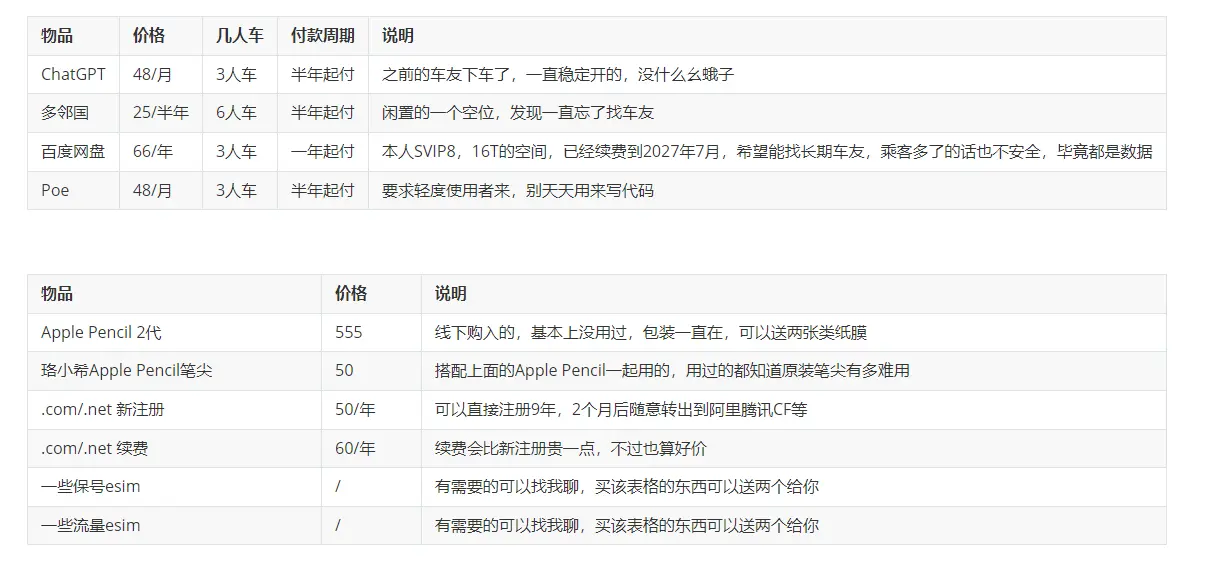 物品 价格 几人车 付款周期 说明
ChatGPT 48/月 3人车 半年起付 之前的车友下车了，一直稳定开的，没什么幺蛾子
多邻国 25/半年 6人车 半年起付 闲置的一个空位，发现一直忘了找车友
百度网盘 66/年 3人车 一年起付 本人SVIP8，16T的空间，已经续费到2027年7月，希望能找长期车友，乘客多了的话也不安全，毕竟都是数据
Poe 48/月 3人车 半年起付 要求轻度使用者来，别天天用来写代码
物品 价格 说明
Apple Pencil 2代 555 线下购入的，基本上没用过，包装一直在，可以送两张类纸膜
珞小希Apple Pencil笔尖 50 搭配上面的Apple Pencil一起用的，用过的都知道原装笔尖有多难用
.com/.net 新注册 50/年 可以直接注册9年，2个月后随意转出到阿里腾讯CF等
.com/.net 续费 60/年 续费会比新注册贵一点，不过也算好价
一些保号esim / 有需要的可以找我聊，买该表格的东西可以送两个给你
一些流量esim / 有需要的可以找我聊，买该表格的东西可以送两个给你